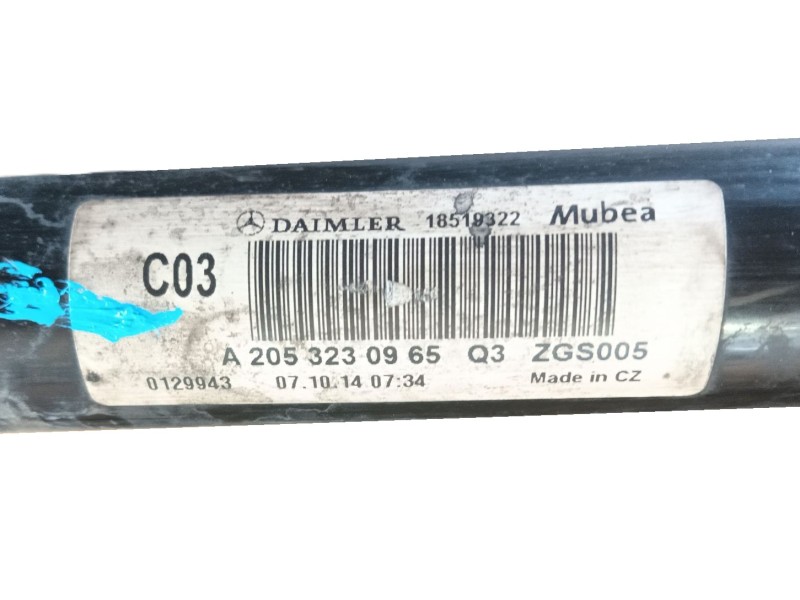 DAIMLER 18519322 Mubea
C03
A 205 323 09 65 Q3 ZGS005
0129943 07.10.14 07:34 Made in CZ